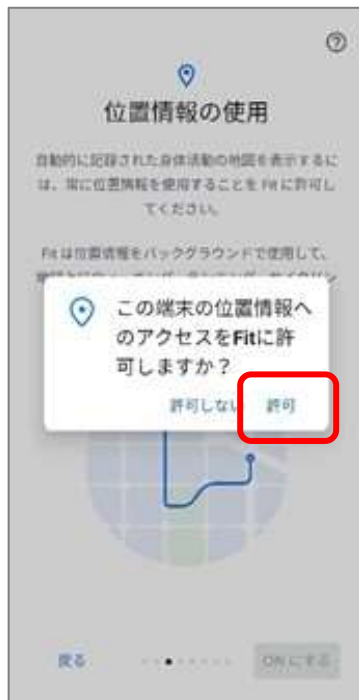 位置情報の使用
自動的に記録された身体活動の地図を表示するに
は、常に位置情報を使用することを Fit に許可し
てください。
Fit は位置情報をバックグラウンドで使用して、
この端末の位置情報へ
のアクセスをFitに許
可しますか？
許可しない 許可
戻る ONにする